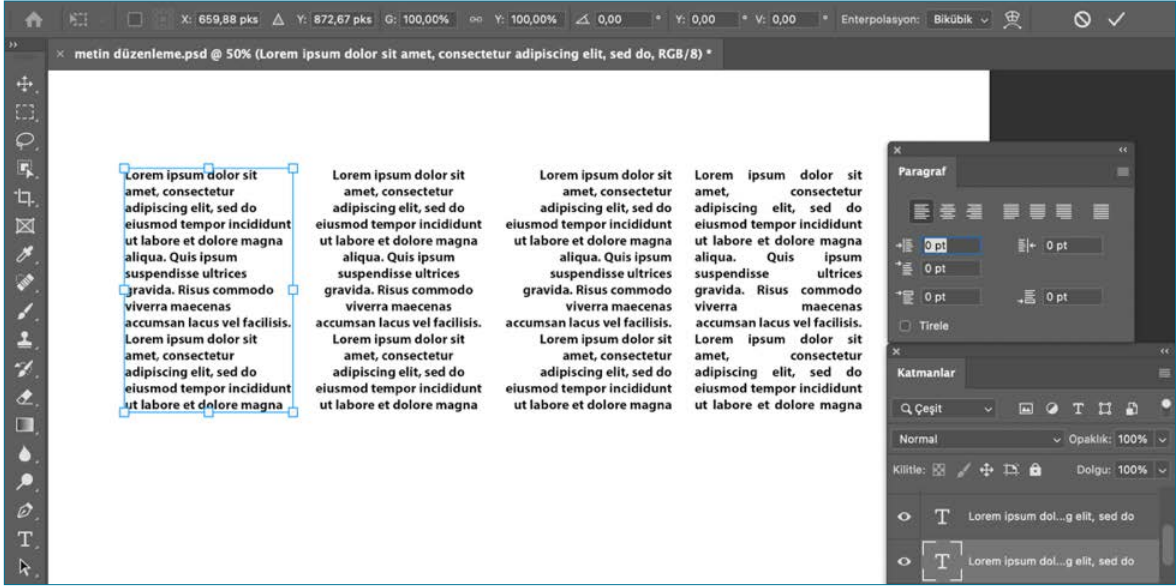 X: 659,88 pks Y: 872,67 pks G: 100,00% Y: 100,00% 0,00 ° Y: 0,00 ° V: 0,00 ° Enterpolasyon: Bikübik
× metin düzenleme.psd @ 50% (Lorem ipsum dolor sit amet, consectetur adipiscing elit, sed do, RGB/8) *
Lorem ipsum dolor sit
amet, consectetur
adipiscing elit, sed do
eiusmod tempor incididunt
ut labore et dolore magna
aliqua. Quis ipsum
suspendisse ultrices
gravida. Risus commodo
viverra maecenas
accumsan lacus vel facilisis.
Lorem ipsum dolor sit
amet, consectetur
adipiscing elit, sed do
eiusmod tempor incididunt
ut labore et dolore magna
Lorem ipsum dolor sit
amet, consectetur
adipiscing elit, sed do
eiusmod tempor incididunt
ut labore et dolore magna
aliqua. Quis ipsum
suspendisse ultrices
gravida. Risus commodo
viverra maecenas
accumsan lacus vel facilisis.
Lorem ipsum dolor sit
amet, consectetur
adipiscing elit, sed do
eiusmod tempor incididunt
ut labore et dolore magna
Lorem ipsum dolor sit
amet, consectetur
adipiscing elit, sed do
eiusmod tempor incididunt
ut labore et dolore magna
aliqua. Quis ipsum
suspendisse ultrices
gravida. Risus commodo
viverra maecenas
accumsan lacus vel facilisis.
Lorem ipsum dolor sit
amet, consectetur
adipiscing elit, sed do
eiusmod tempor incididunt
ut labore et dolore magna
Lorem ipsum dolor sit
amet, consectetur
adipiscing elit, sed do
eiusmod tempor incididunt
ut labore et dolore magna
aliqua. Quis ipsum
suspendisse ultrices
gravida. Risus commodo
viverra maecenas
accumsan lacus vel facilisis.
Lorem ipsum dolor sit
amet, consectetur
adipiscing elit, sed do
eiusmod tempor incididunt
ut labore et dolore magna
Paragraf
0 pt 0 pt
0 pt
0 pt 0 pt
Tirele
Katmanlar
Çeşit
Normal Opaklık: 100%
Kilitle: Dolgu: 100%
T Lorem ipsum dol...g elit, sed do
T Lorem ipsum dol...g elit, sed do